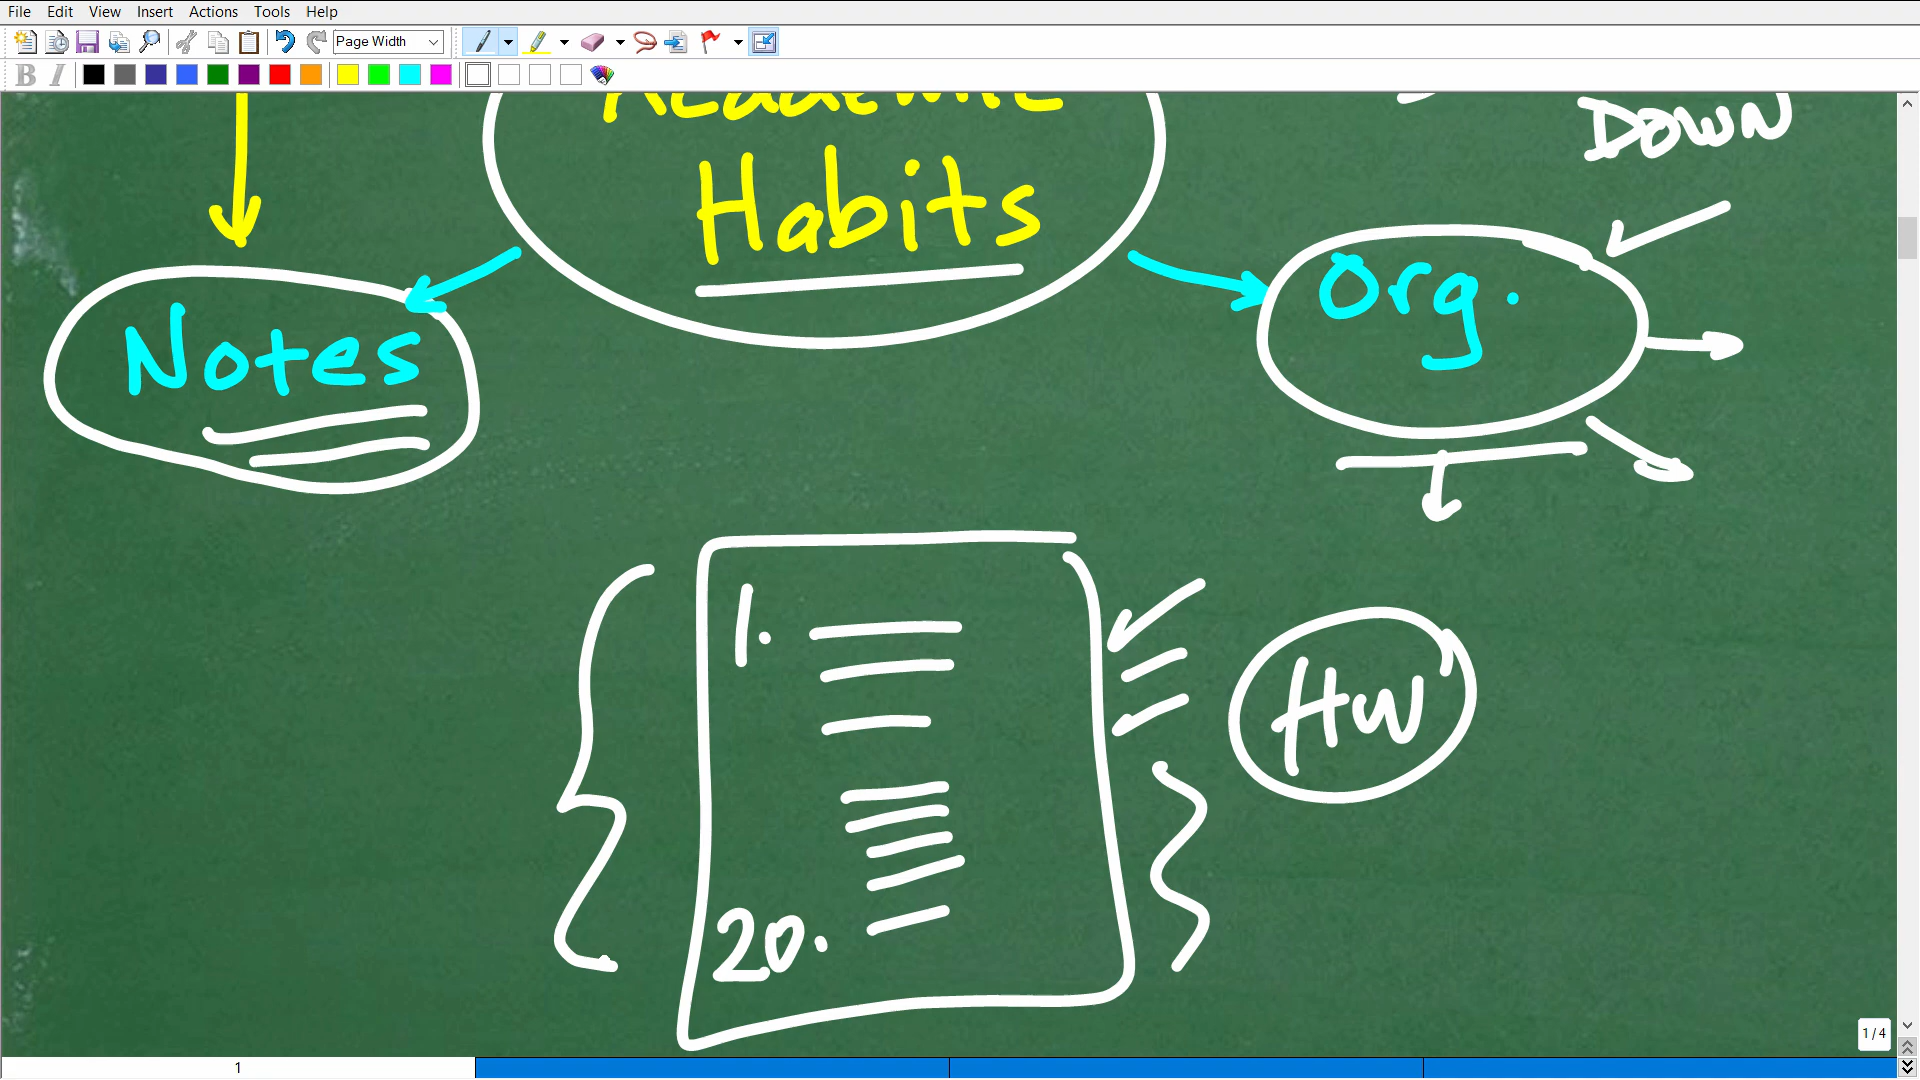 File Edit View Insert Actions Tools Help
Page Width
B I
Academic
Habits
DOWN
Notes
Org.
1.
HW
20.
1 / 4
1